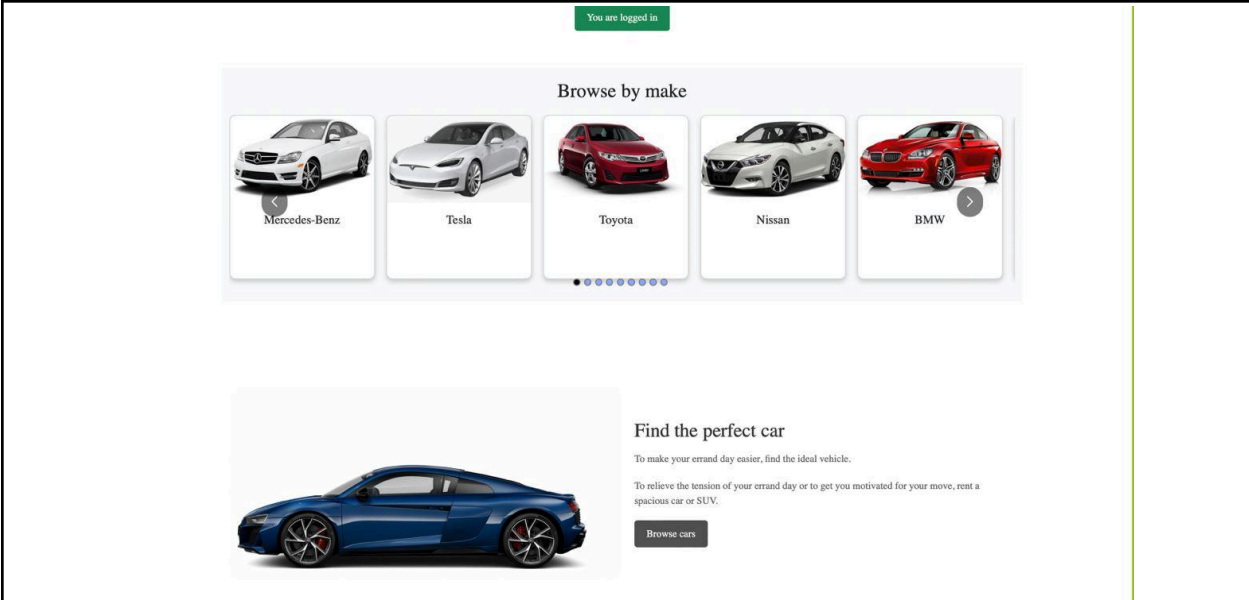 You are logged in
Browse by make
Mercedes-Benz
Tesla
Toyota
Nissan
BMW
Find the perfect car
To make your errand day easier, find the ideal vehicle.
To relieve the tension of your errand day or to get you motivated for your move, rent a
spacious car or SUV.
Browse cars